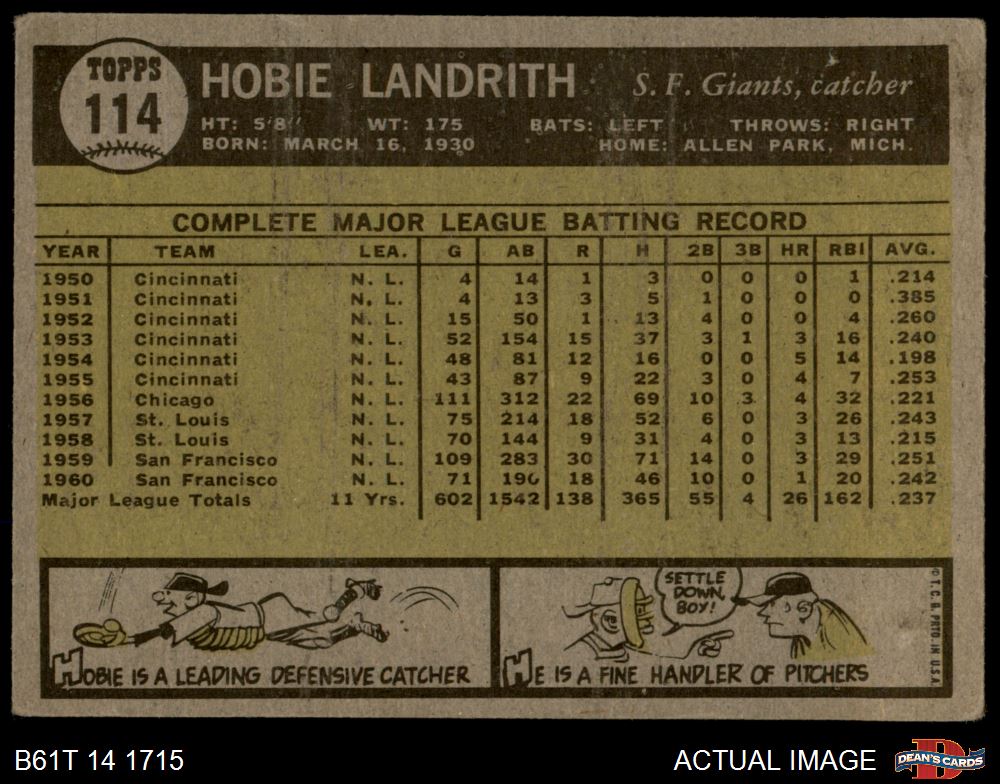 TOPPS
114
HOBIE LANDRITH S. F. Giants, catcher
HT: 5'8" WT: 175 BATS: LEFT THROWS: RIGHT
BORN: MARCH 16, 1930 HOME: ALLEN PARK, MICH.
COMPLETE MAJOR LEAGUE BATTING RECORD
YEAR TEAM LEA. G AB R H 2B 3B HR RBI AVG.
1950 Cincinnati N. L. 4 14 1 3 0 0 0 1 .214
1951 Cincinnati N. L. 4 13 3 5 1 0 0 0 .385
1952 Cincinnati N. L. 15 50 1 13 4 0 0 4 .260
1953 Cincinnati N. L. 52 154 15 37 3 1 3 16 .240
1954 Cincinnati N. L. 48 81 12 16 0 0 5 14 .198
1955 Cincinnati N. L. 43 87 9 22 3 0 4 7 .253
1956 Chicago N. L. 111 312 22 69 10 3 4 32 .221
1957 St. Louis N. L. 75 214 18 52 6 0 3 26 .243
1958 St. Louis N. L. 70 144 9 31 4 0 3 13 .215
1959 San Francisco N. L. 109 283 30 71 14 0 3 29 .251
1960 San Francisco N. L. 71 190 18 46 10 0 1 20 .242
Major League Totals 11 Yrs. 602 1542 138 365 55 4 26 162 .237
SETTLE
DOWN,
BOY!
HOBIE IS A LEADING DEFENSIVE CATCHER
HE IS A FINE HANDLER OF PITCHERS
© T. C. G. PRTD. IN U.S.A.
B61T 14 1715
ACTUAL IMAGE
D
DEAN'S CARDS